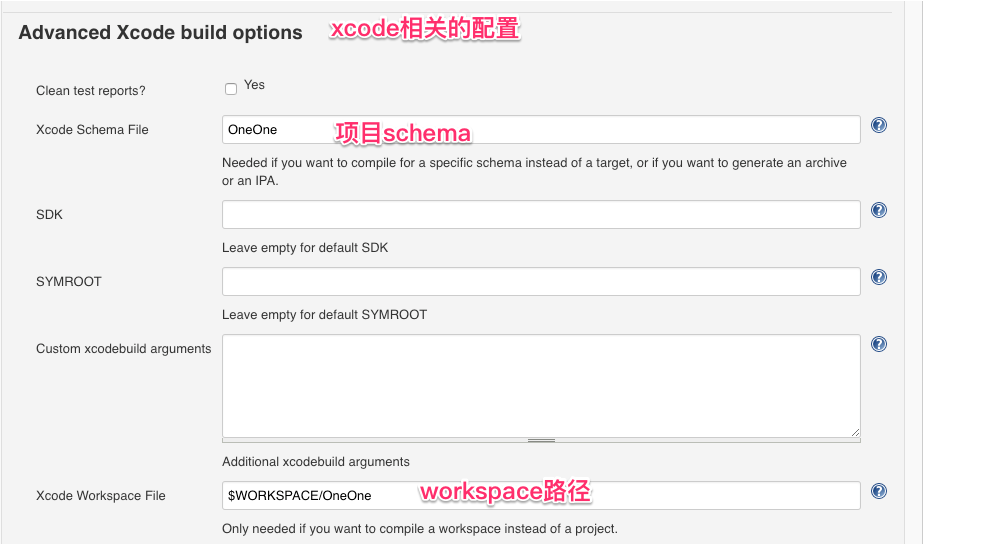 Advanced Xcode build options xcode相关的配置
Clean test reports? Yes
Xcode Schema File OneOne 项目schema
Needed if you want to compile for a specific schema instead of a target, or if you want to generate an archive
or an IPA.
SDK
Leave empty for default SDK
SYMROOT
Leave empty for default SYMROOT
Custom xcodebuild arguments
Additional xcodebuild arguments
Xcode Workspace File $WORKSPACE/OneOne workspace路径
Only needed if you want to compile a workspace instead of a project.